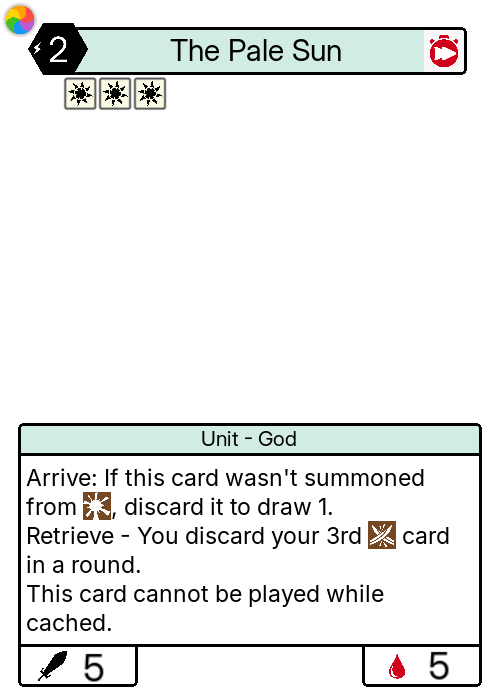 2
The Pale Sun
Unit - God
Arrive: If this card wasn't summoned
from , discard it to draw 1.
Retrieve - You discard your 3rd card
in a round.
This card cannot be played while
cached.
5
5